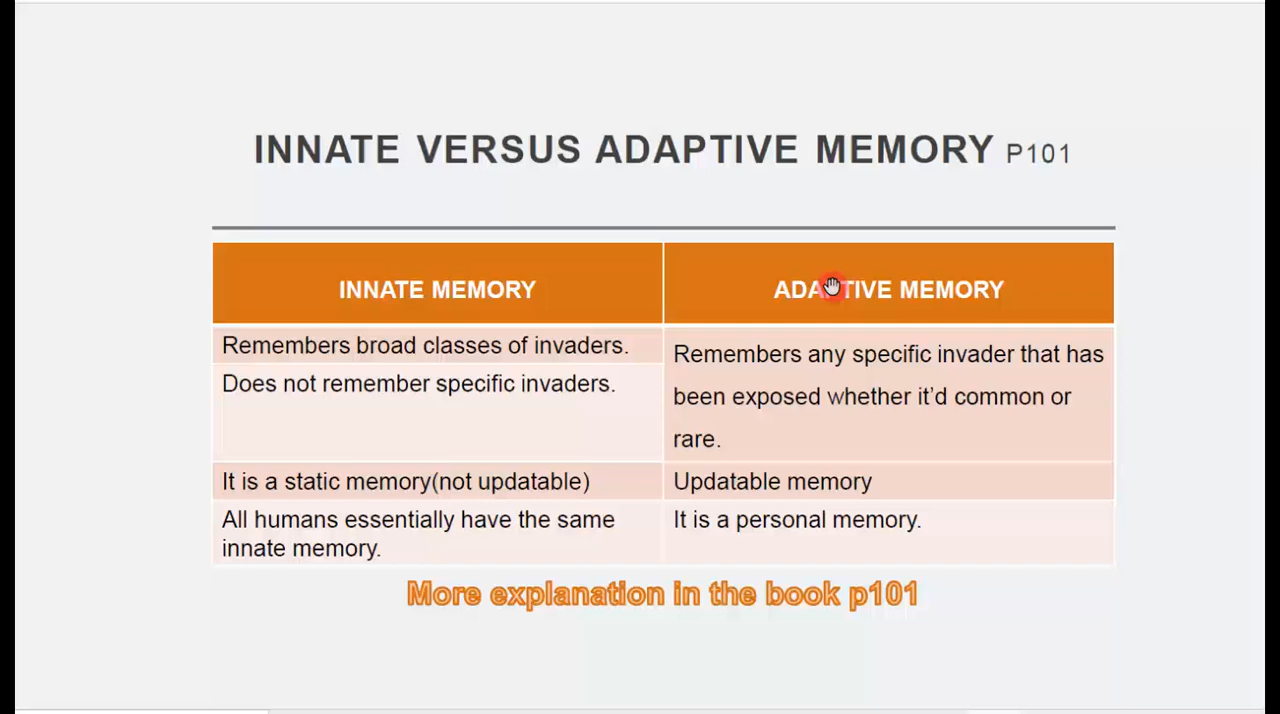 INNATE VERSUS ADAPTIVE MEMORY P101
INNATE MEMORY
ADAPTIVE MEMORY
Remembers broad classes of invaders.
Does not remember specific invaders.
Remembers any specific invader that has
been exposed whether it’d common or
rare.
It is a static memory(not updatable)
Updatable memory
All humans essentially have the same
innate memory.
It is a personal memory.
More explanation in the book p101